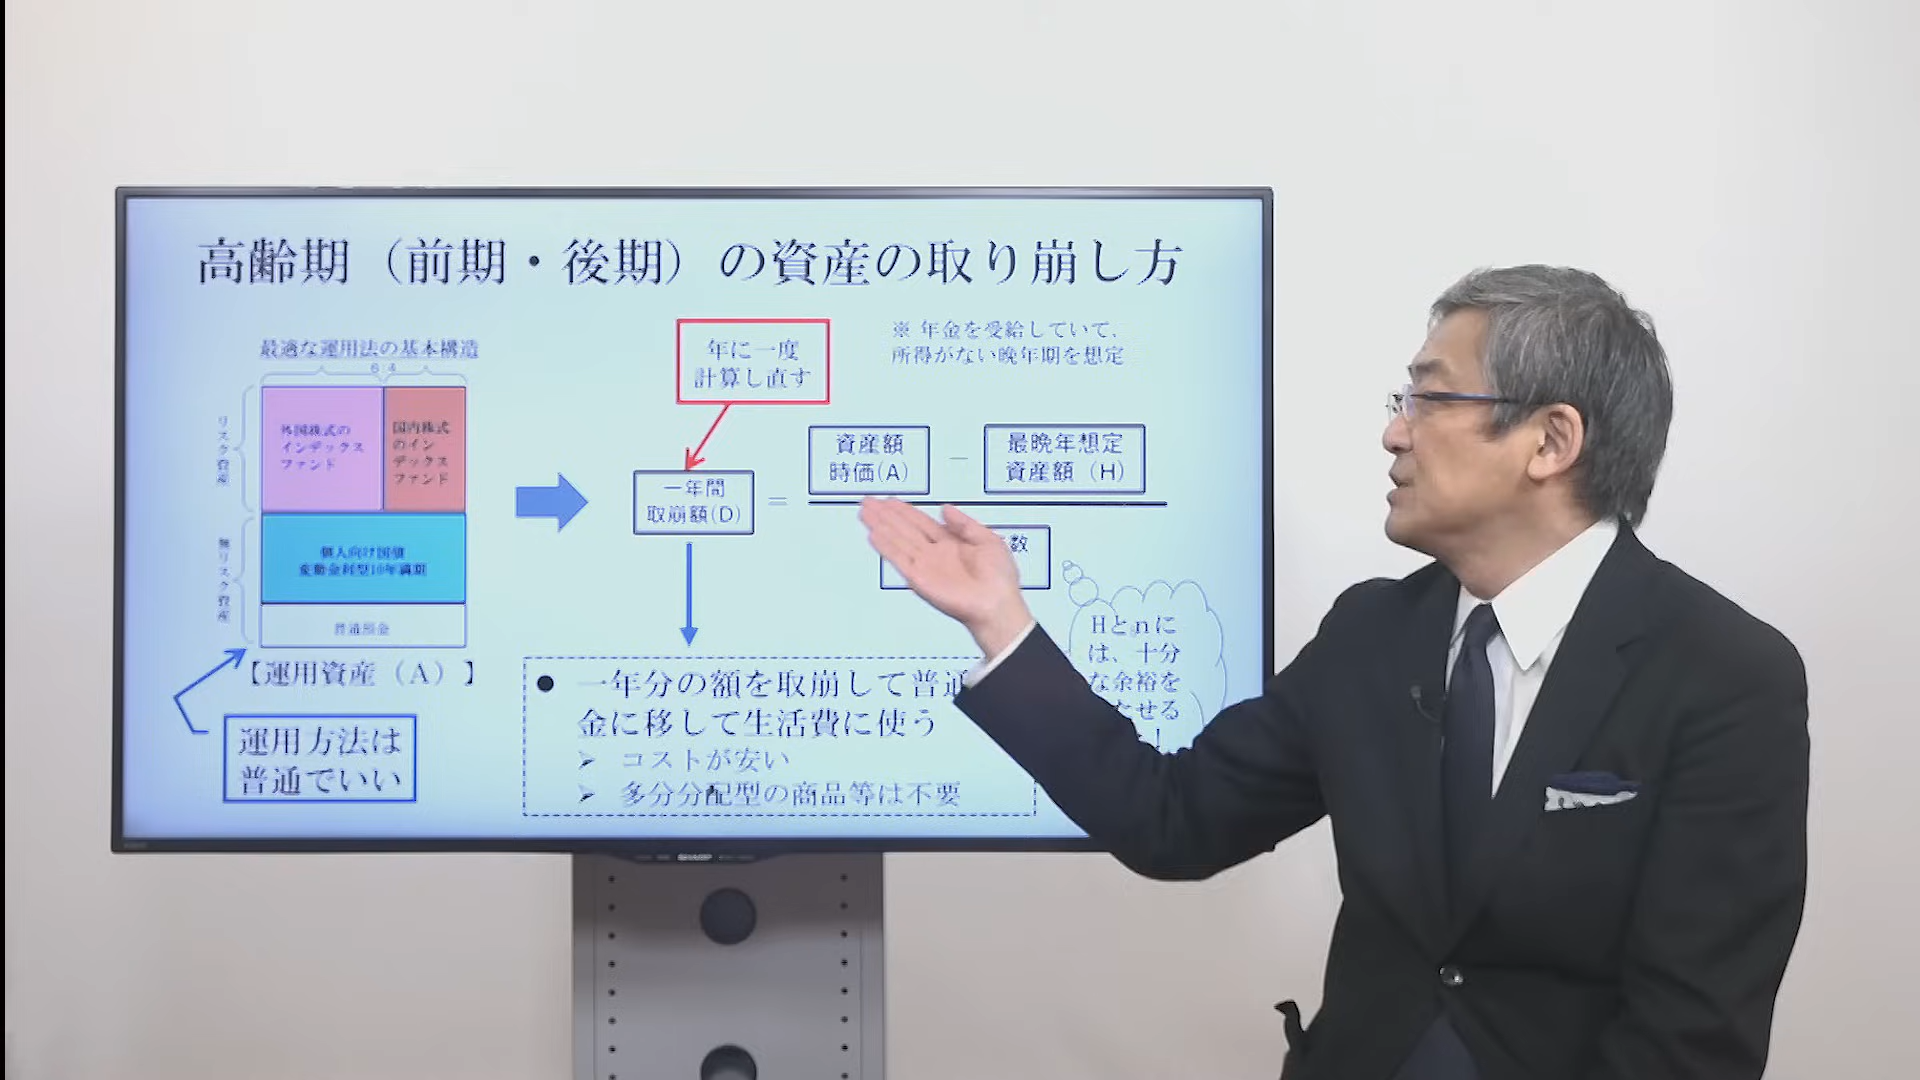 高齢期（前期・後期）の資産の取り崩し方
最適な運用法の基本構造
6 4
リスク資産
外国株式の
インデックス
ファンド
国内株式
のイン
デックス
ファンド
無リスク資産
個人向け国債
変動金利型10年満期
普通預金
【運用資産（A）】
運用方法は
普通でいい
年に一度
計算し直す
※ 年金を受給していて、
所得がない晩年期を想定
一年間
取崩額(D)
=
資産額
時価(A)
－
最晩年想定
資産額（H）
数
● 一年分の額を取崩して普通
金に移して生活費に使う
➢ コストが安い
➢ 多分分配型の商品等は不要
Hとnに
は、十分
な余裕を
たせる
SHARP